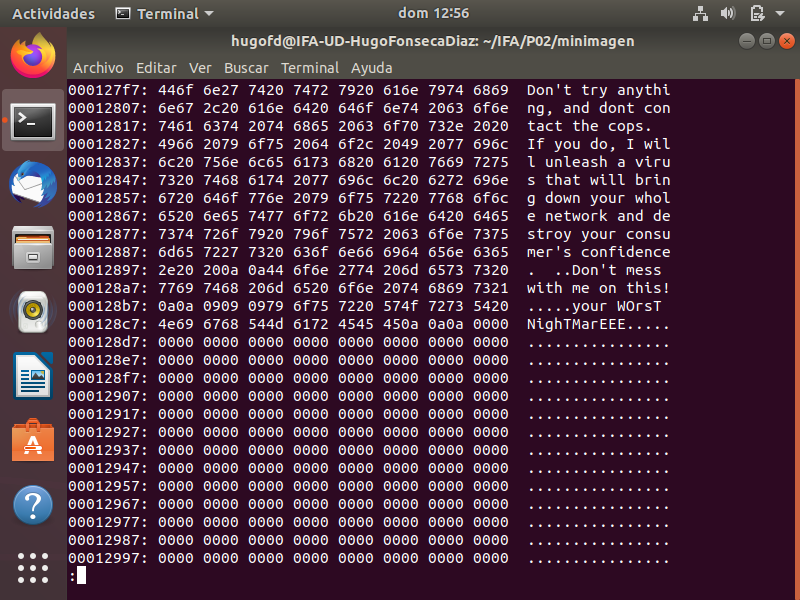 Actividades Terminal dom 12:56
hugofd@IFA-UD-HugoFonsecaDiaz: ~/IFA/P02/minimagen
Archivo Editar Ver Buscar Terminal Ayuda
000127f7: 446f 6e27 7420 7472 7920 616e 7974 6869 Don't try anythi
00012807: 6e67 2c20 616e 6420 646f 6e74 2063 6f6e ng, and dont con
00012817: 7461 6374 2074 6865 2063 6f70 732e 2020 tact the cops.
00012827: 4966 2079 6f75 2064 6f2c 2049 2077 696c If you do, I wil
00012837: 6c20 756e 6c65 6173 6820 6120 7669 7275 l unleash a viru
00012847: 7320 7468 6174 2077 696c 6c20 6272 696e s that will brin
00012857: 6720 646f 776e 2079 6f75 7220 7768 6f6c g down your whol
00012867: 6520 6e65 7477 6f72 6b20 616e 6420 6465 e network and de
00012877: 7374 726f 7920 796f 7572 2063 6f6e 7375 stroy your consu
00012887: 6d65 7227 7320 636f 6e66 6964 656e 6365 mer's confidence
00012897: 2e20 200a 0a44 6f6e 2774 206d 6573 7320 .  ..Don't mess
000128a7: 7769 7468 206d 6520 6f6e 2074 6869 7321 with me on this!
000128b7: 0a0a 0909 0979 6f75 7220 574f 7273 5420 .....your WOrsT
000128c7: 4e69 6768 544d 6172 4545 450a 0a0a 0000 NighTMarEEE.....
000128d7: 0000 0000 0000 0000 0000 0000 0000 0000 ................
000128e7: 0000 0000 0000 0000 0000 0000 0000 0000 ................
000128f7: 0000 0000 0000 0000 0000 0000 0000 0000 ................
00012907: 0000 0000 0000 0000 0000 0000 0000 0000 ................
00012917: 0000 0000 0000 0000 0000 0000 0000 0000 ................
00012927: 0000 0000 0000 0000 0000 0000 0000 0000 ................
00012937: 0000 0000 0000 0000 0000 0000 0000 0000 ................
00012947: 0000 0000 0000 0000 0000 0000 0000 0000 ................
00012957: 0000 0000 0000 0000 0000 0000 0000 0000 ................
00012967: 0000 0000 0000 0000 0000 0000 0000 0000 ................
00012977: 0000 0000 0000 0000 0000 0000 0000 0000 ................
00012987: 0000 0000 0000 0000 0000 0000 0000 0000 ................
00012997: 0000 0000 0000 0000 0000 0000 0000 0000 ................
: